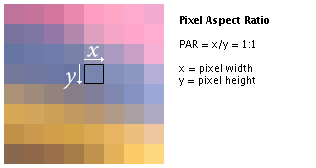 x
y
Pixel Aspect Ratio
PAR = x/y = 1:1
x = pixel width
y = pixel height